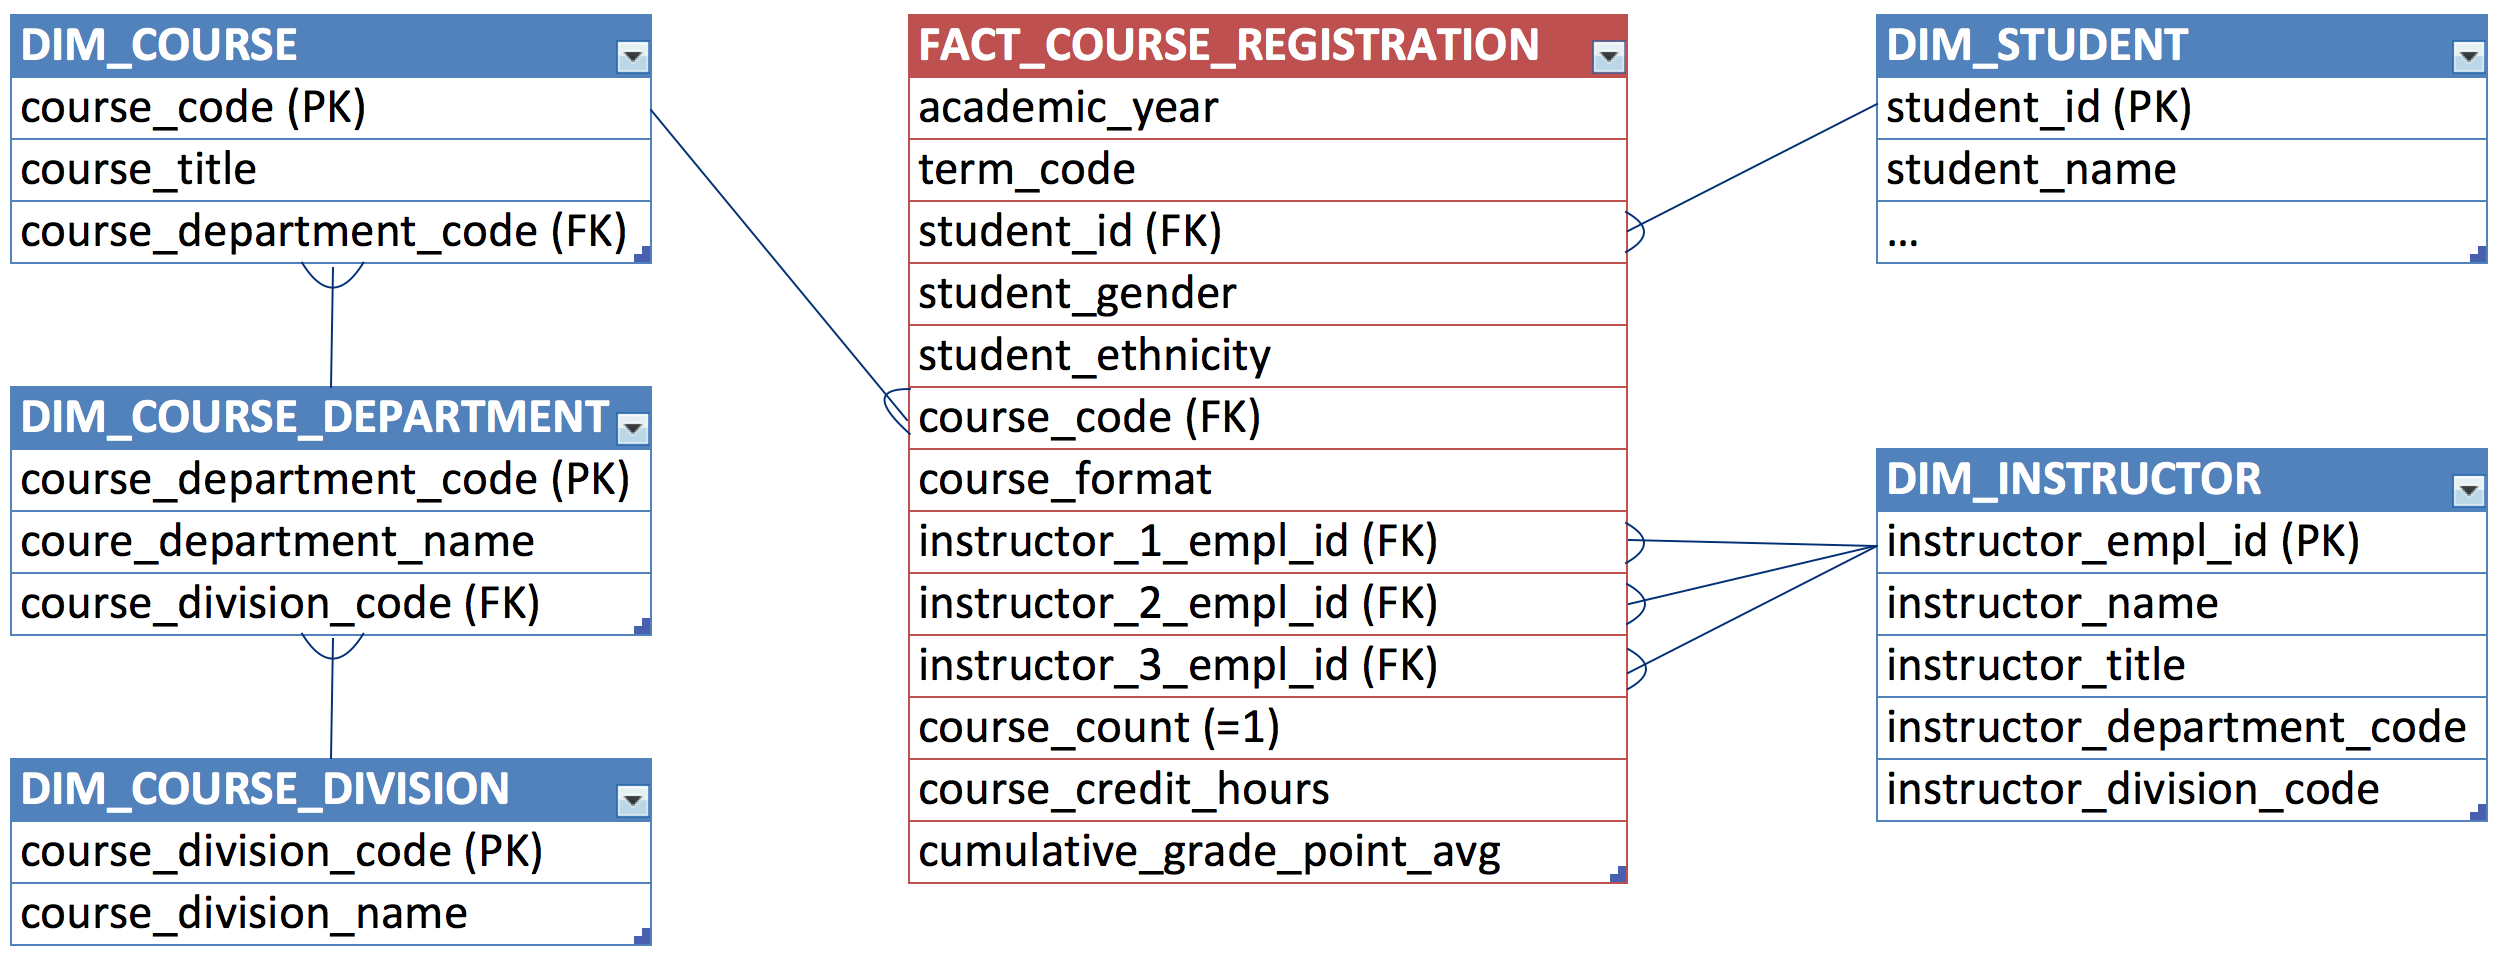 DIM_COURSE
course_code (PK)
course_title
course_department_code (FK)
DIM_COURSE_DEPARTMENT
course_department_code (PK)
coure_department_name
course_division_code (FK)
DIM_COURSE_DIVISION
course_division_code (PK)
course_division_name
FACT_COURSE_REGISTRATION
academic_year
term_code
student_id (FK)
student_gender
student_ethnicity
course_code (FK)
course_format
instructor_1_empl_id (FK)
instructor_2_empl_id (FK)
instructor_3_empl_id (FK)
course_count (=1)
course_credit_hours
cumulative_grade_point_avg
DIM_STUDENT
student_id (PK)
student_name
...
DIM_INSTRUCTOR
instructor_empl_id (PK)
instructor_name
instructor_title
instructor_department_code
instructor_division_code